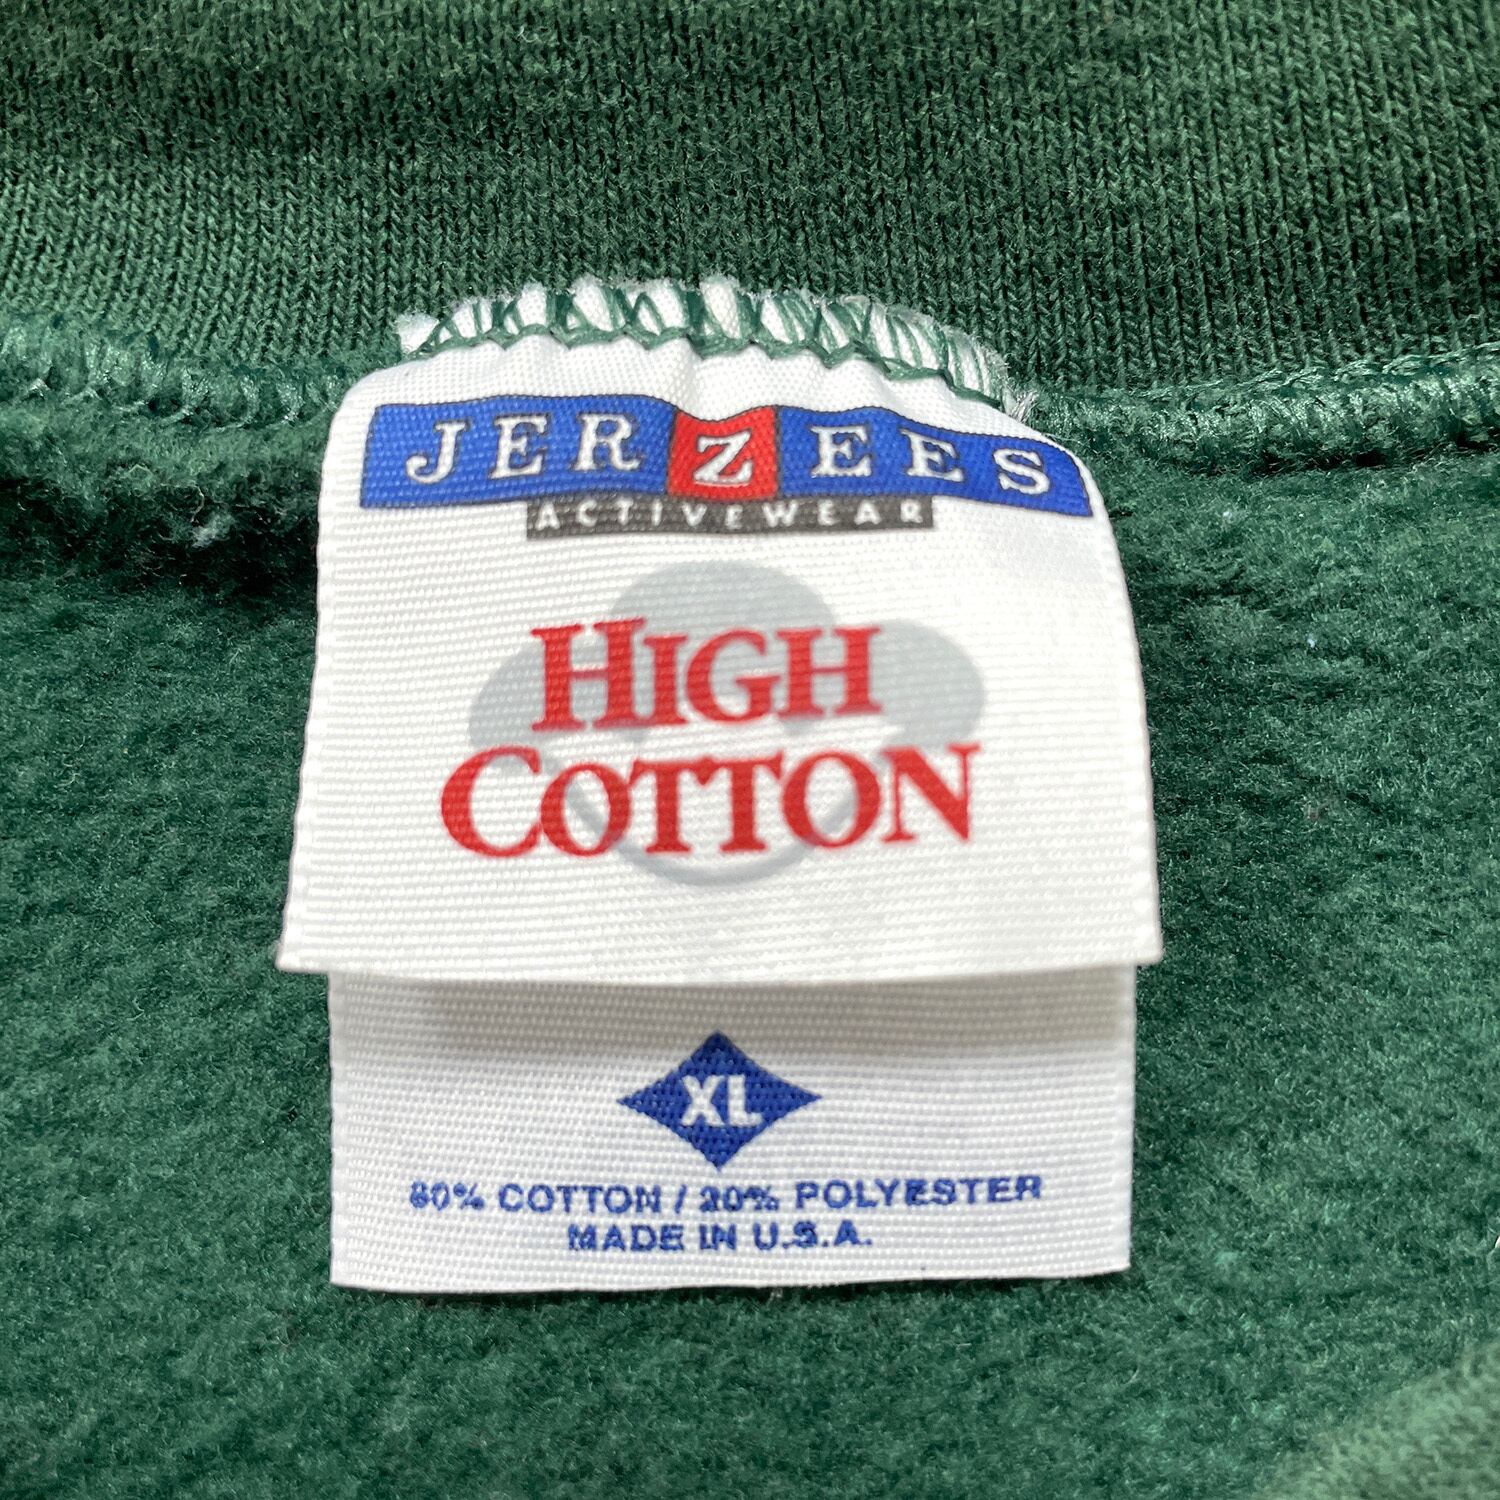 JERZEES
ACTIVEWEAR
HIGH
COTTON
XL
80% COTTON / 20% POLYESTER
MADE IN U.S.A.